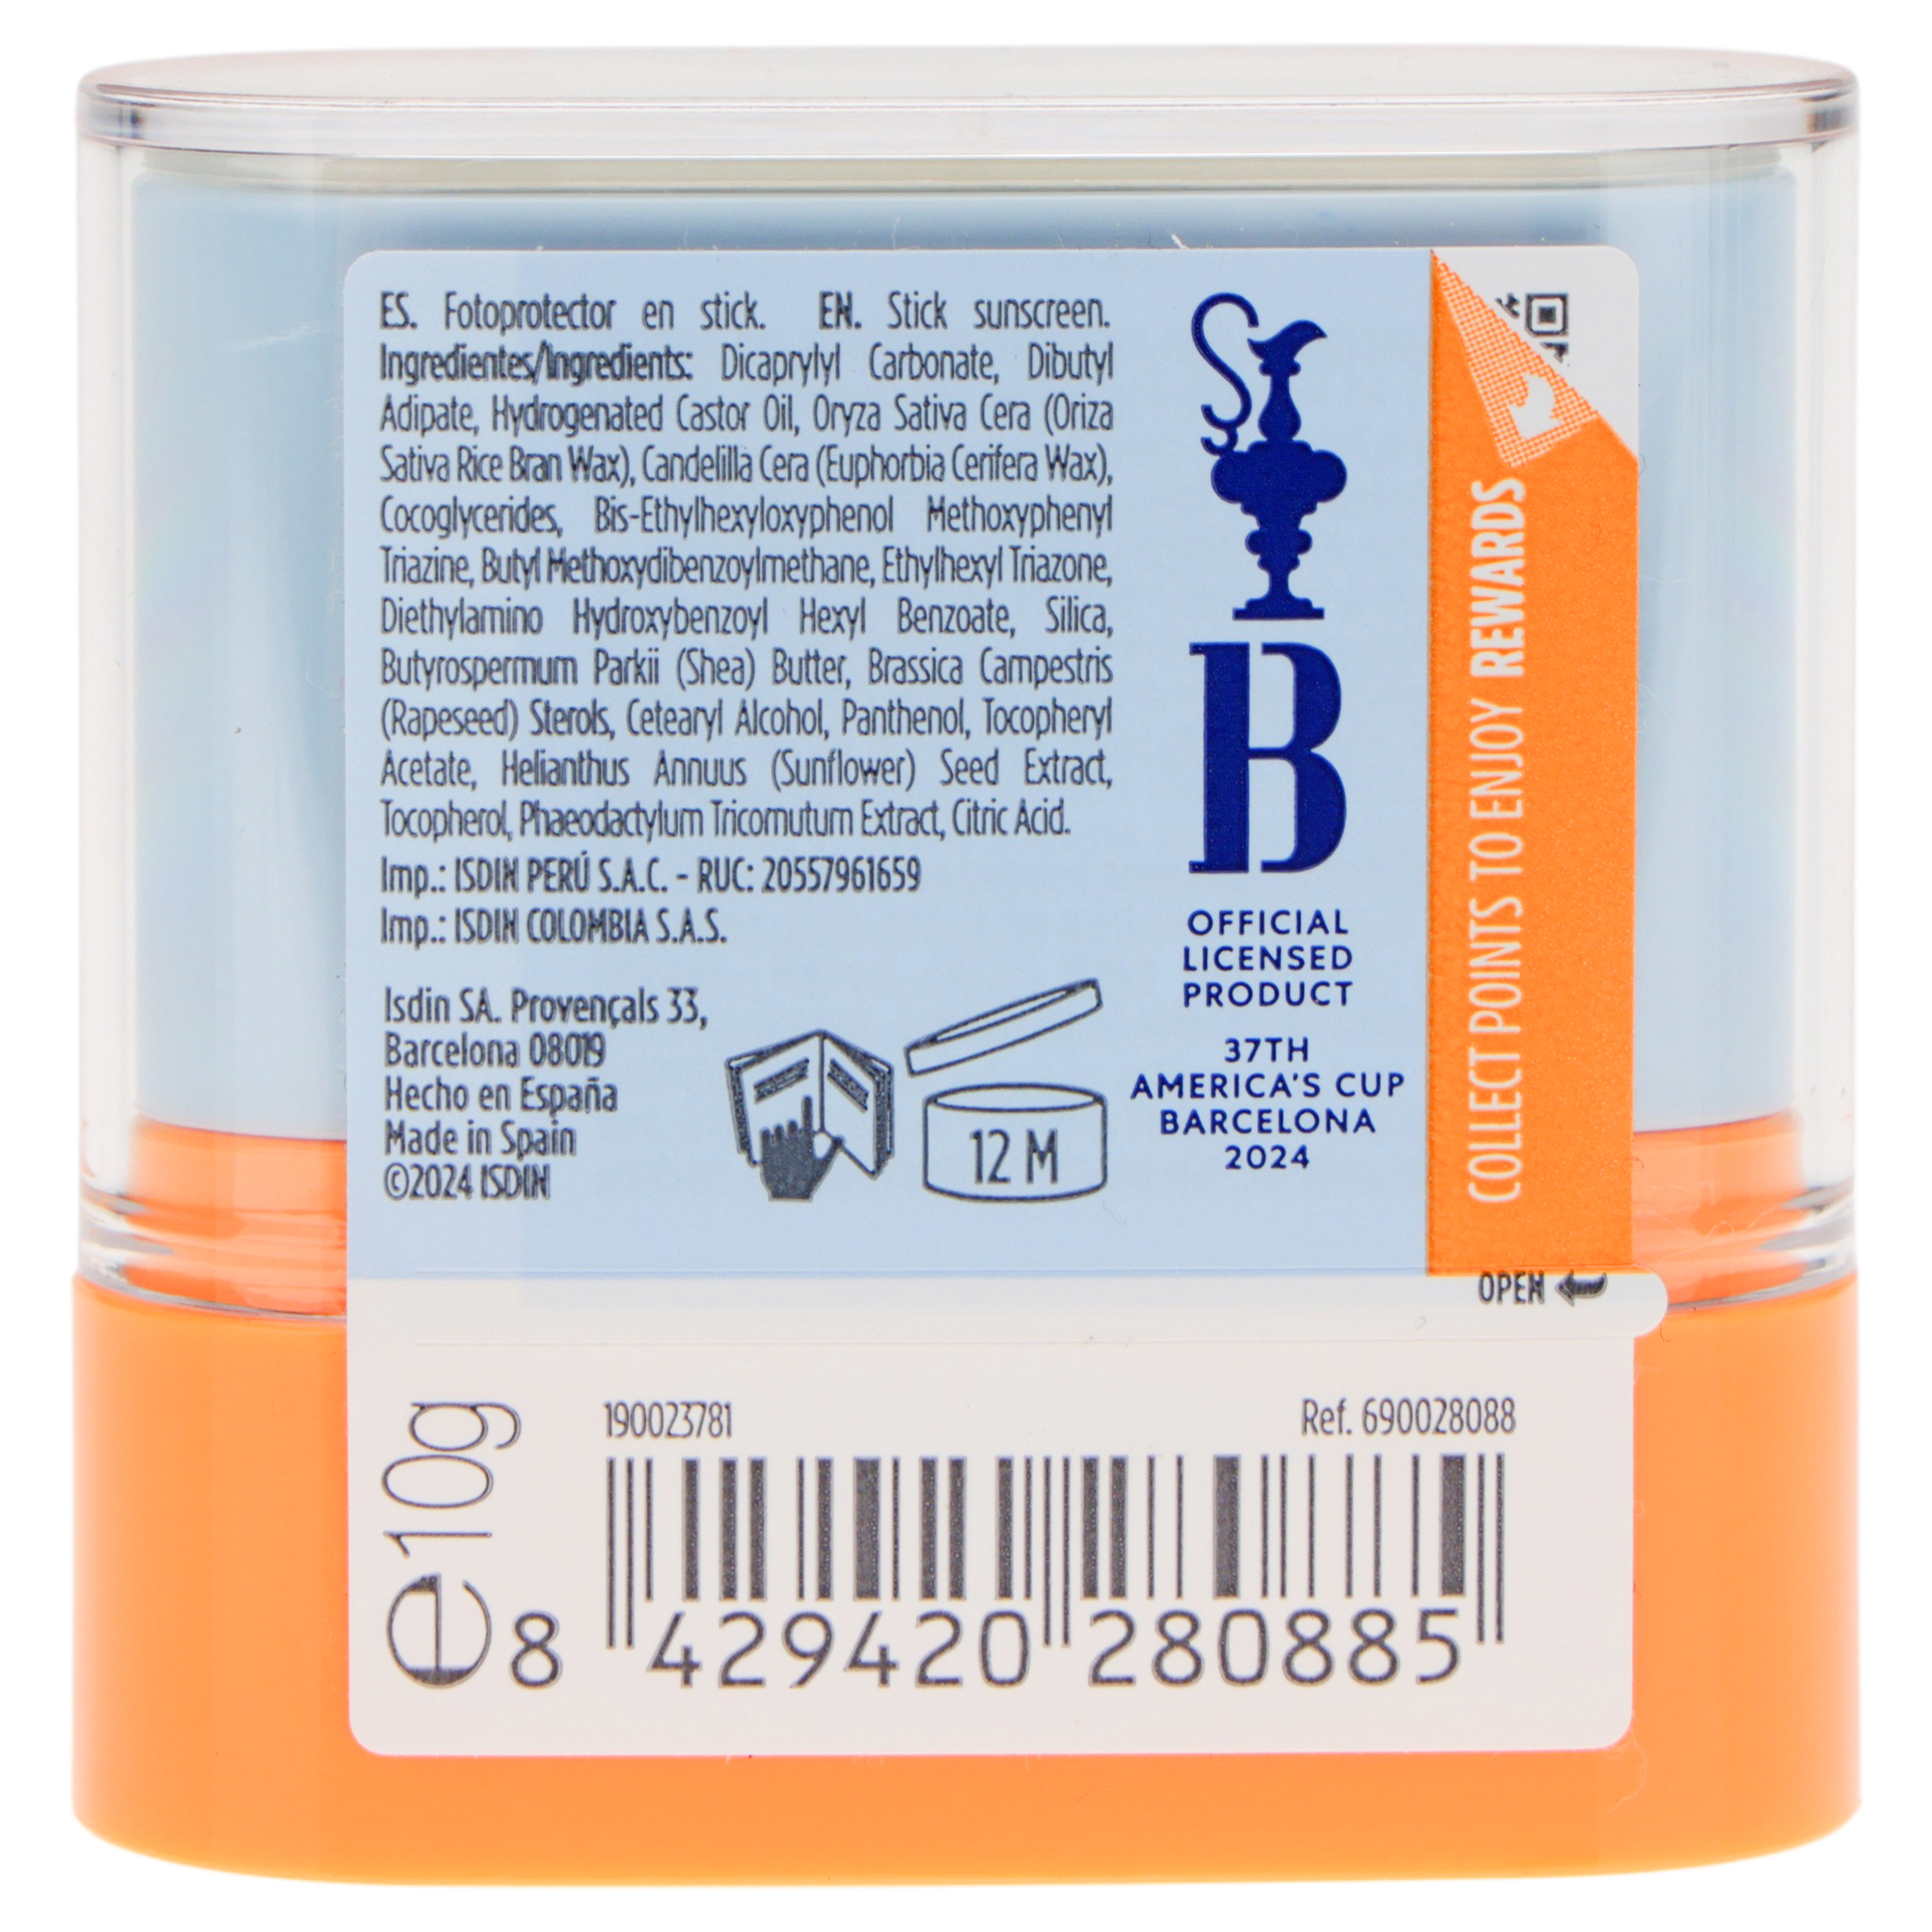 ES. Fotoprotector en stick. EN. Stick sunscreen.
Ingredientes/Ingredients: Dicaprylyl Carbonate, Dibutyl
Adipate, Hydrogenated Castor Oil, Oryza Sativa Cera (Oriza
Sativa Rice Bran Wax), Candelilla Cera (Euphorbia Cerifera Wax),
Cocoglycerides, Bis-Ethylhexyloxyphenol Methoxyphenyl
Triazine, Butyl Methoxydibenzoylmethane, Ethylhexyl Triazone,
Diethylamino Hydroxybenzoyl Hexyl Benzoate, Silica,
Butyrospermum Parkii (Shea) Butter, Brassica Campestris
(Rapeseed) Sterols, Cetearyl Alcohol, Panthenol, Tocopheryl
Acetate, Helianthus Annuus (Sunflower) Seed Extract,
Tocopherol, Phaeodactylum Tricornutum Extract, Citric Acid.
Imp.: ISDIN PERÚ S.A.C. - RUC: 20557961659
Imp.: ISDIN COLOMBIA S.A.S.
Isdin SA. Provençals 33,
Barcelona 08019
Hecho en España
Made in Spain
©2024 ISDIN
12 M
B
OFFICIAL
LICENSED
PRODUCT
37TH
AMERICA'S CUP
BARCELONA
2024
COLLECT POINTS TO ENJOY REWARDS
OPEN
e10g
190023781
Ref. 690028088
8 429420 280885